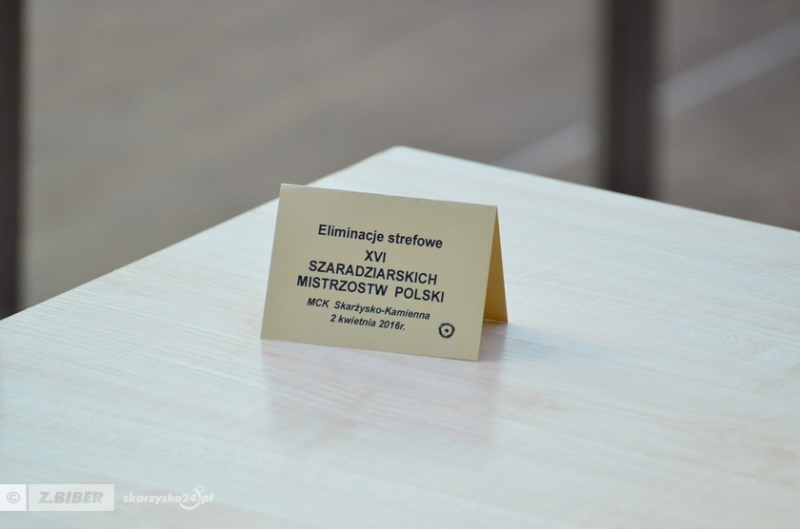 Eliminacje strefowe
XVI
SZARADZIARSKICH
MISTRZOSTW POLSKI
MCK Skarżysko-Kamienna
2 kwietnia 2016r.
© Z.BIBER skarzysko24.pl